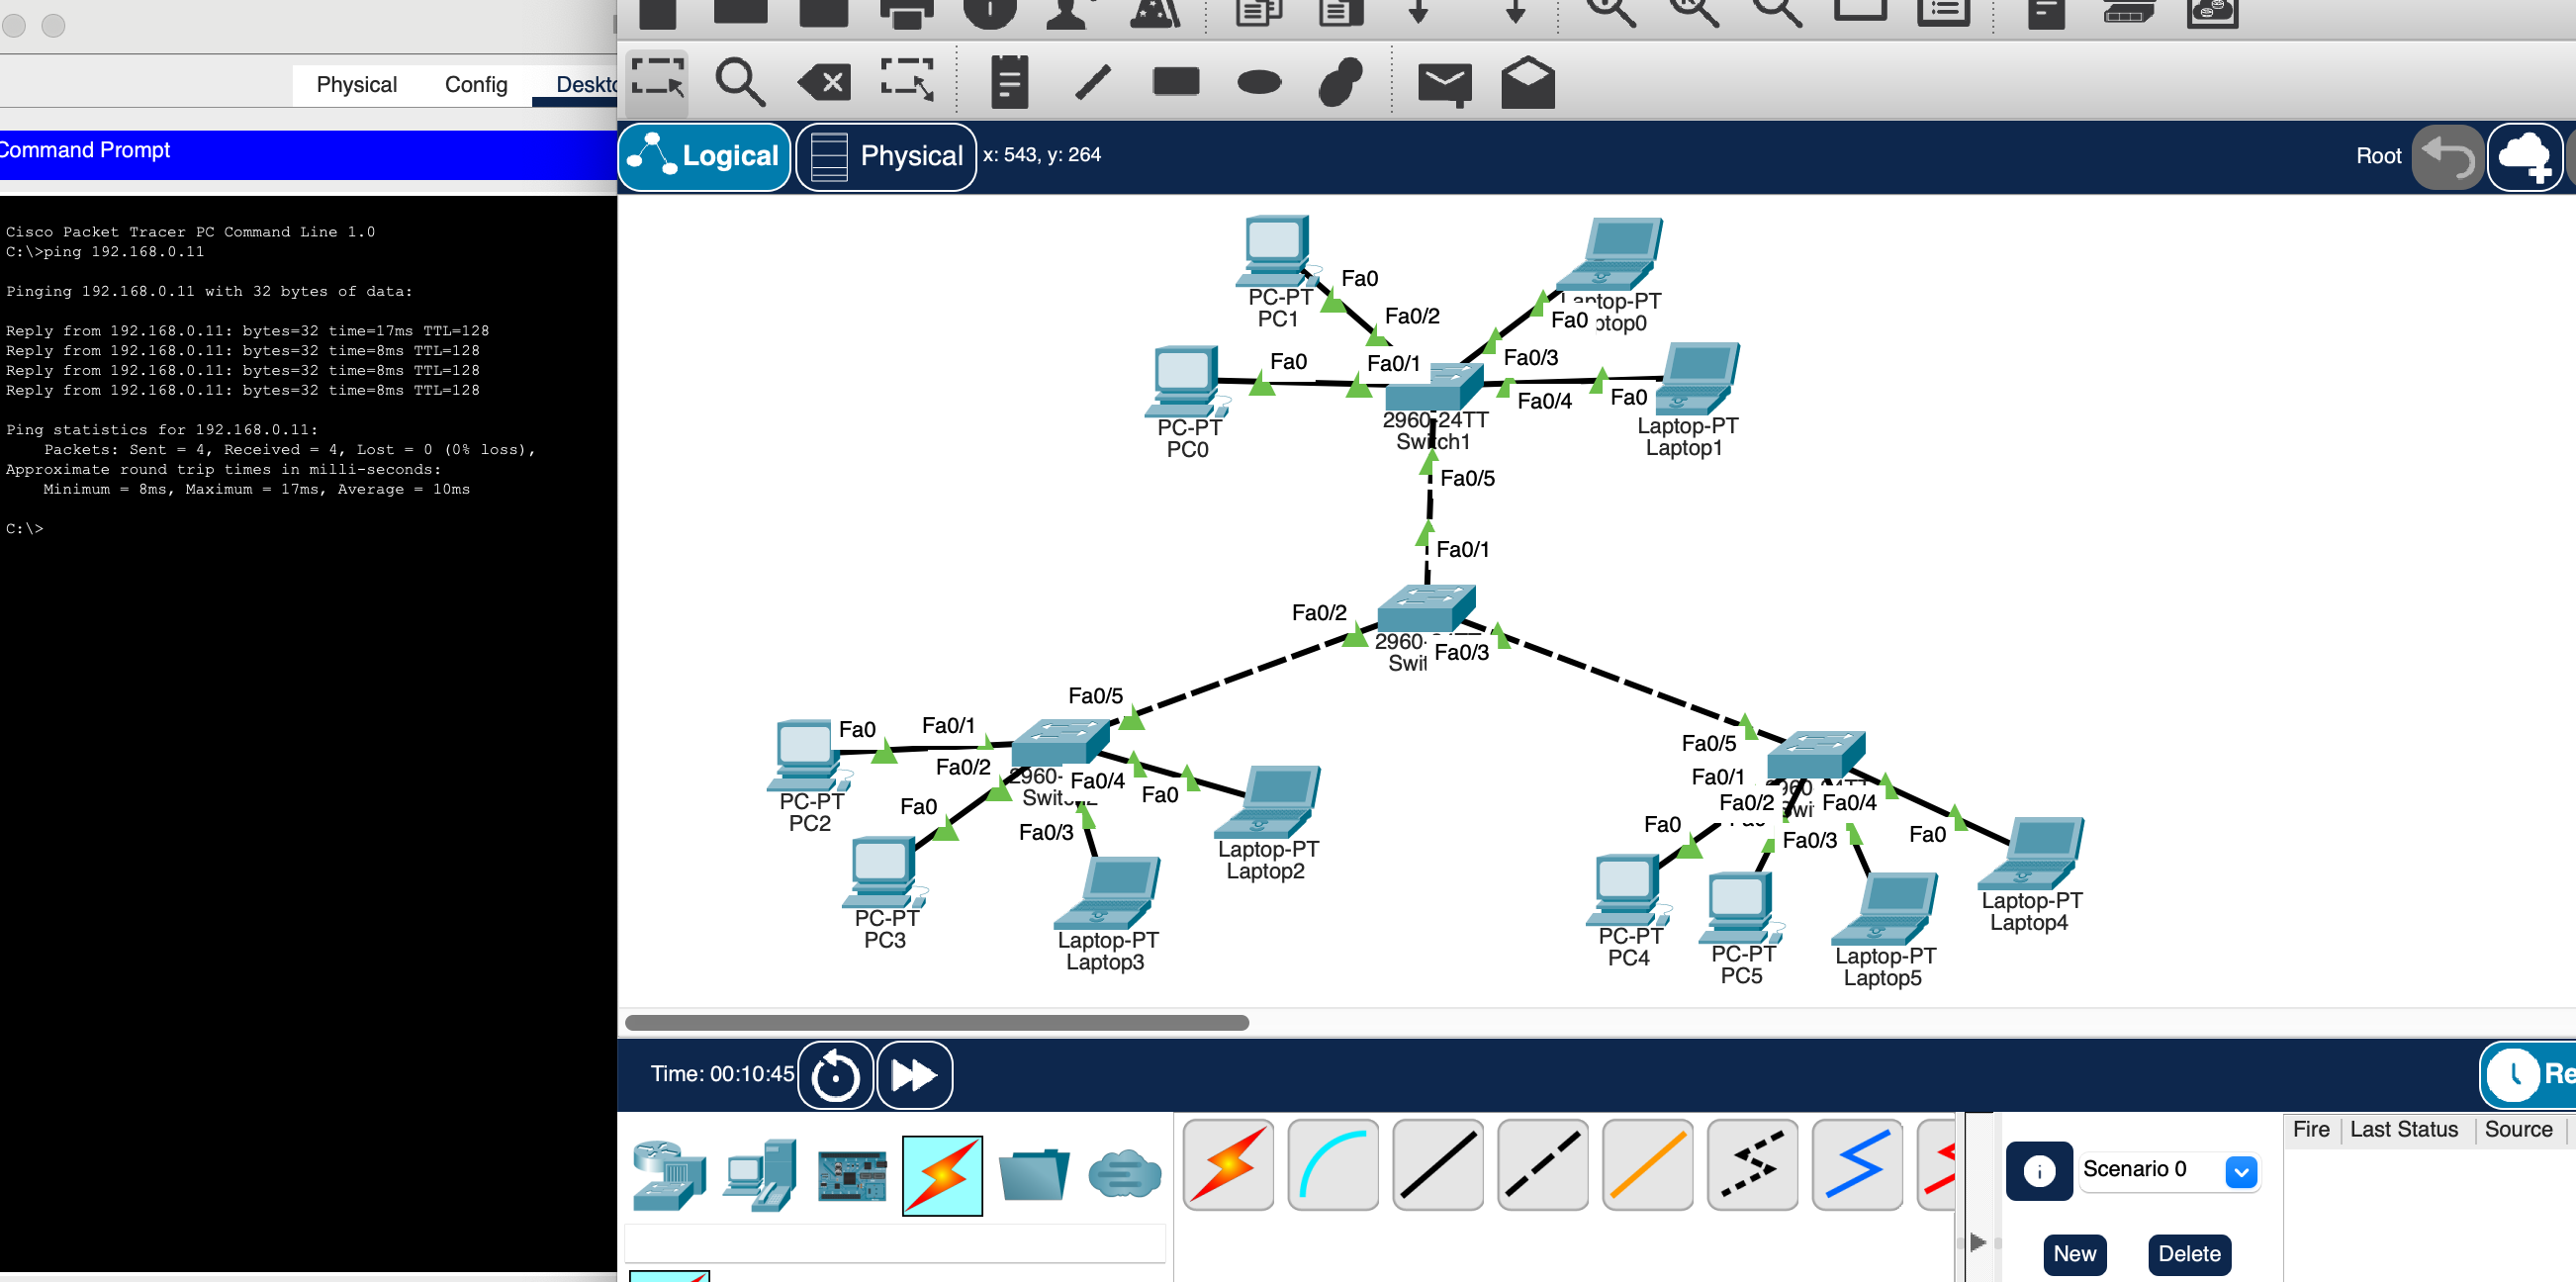 Physical Config Deskto
Command Prompt
Cisco Packet Tracer PC Command Line 1.0
C:\>ping 192.168.0.11
Pinging 192.168.0.11 with 32 bytes of data:
Reply from 192.168.0.11: bytes=32 time=17ms TTL=128
Reply from 192.168.0.11: bytes=32 time=8ms TTL=128
Reply from 192.168.0.11: bytes=32 time=8ms TTL=128
Reply from 192.168.0.11: bytes=32 time=8ms TTL=128
Ping statistics for 192.168.0.11:
Packets: Sent = 4, Received = 4, Lost = 0 (0% loss),
Approximate round trip times in milli-seconds:
Minimum = 8ms, Maximum = 17ms, Average = 10ms
C:\>
Logical Physical x: 543, y: 264 Root
Fa0
PC-PT
PC1
Fa0/2
Laptop-PT
Fa0 ptop0
Fa0 Fa0/1 Fa0/3
Fa0/4 Fa0
PC-PT
PC0
2960-24TT
Switch1
Laptop-PT
Laptop1
Fa0/5
Fa0/1
Fa0/2
2960-
Swit Fa0/3
Fa0/5
Fa0 Fa0/1
Fa0/2
2960- Fa0/4 Fa0
PC-PT
PC2
Fa0
Fa0/3
Laptop-PT
Laptop2
PC-PT
PC3
Laptop-PT
Laptop3
Fa0/5
Fa0/1
Fa0/2 Fa0/4
Fa0 Fa0/3 Fa0
Laptop-PT
Laptop4
PC-PT
PC4
PC-PT
PC5
Laptop-PT
Laptop5
Time: 00:10:45 Re
Fire Last Status Source
Scenario 0
New Delete